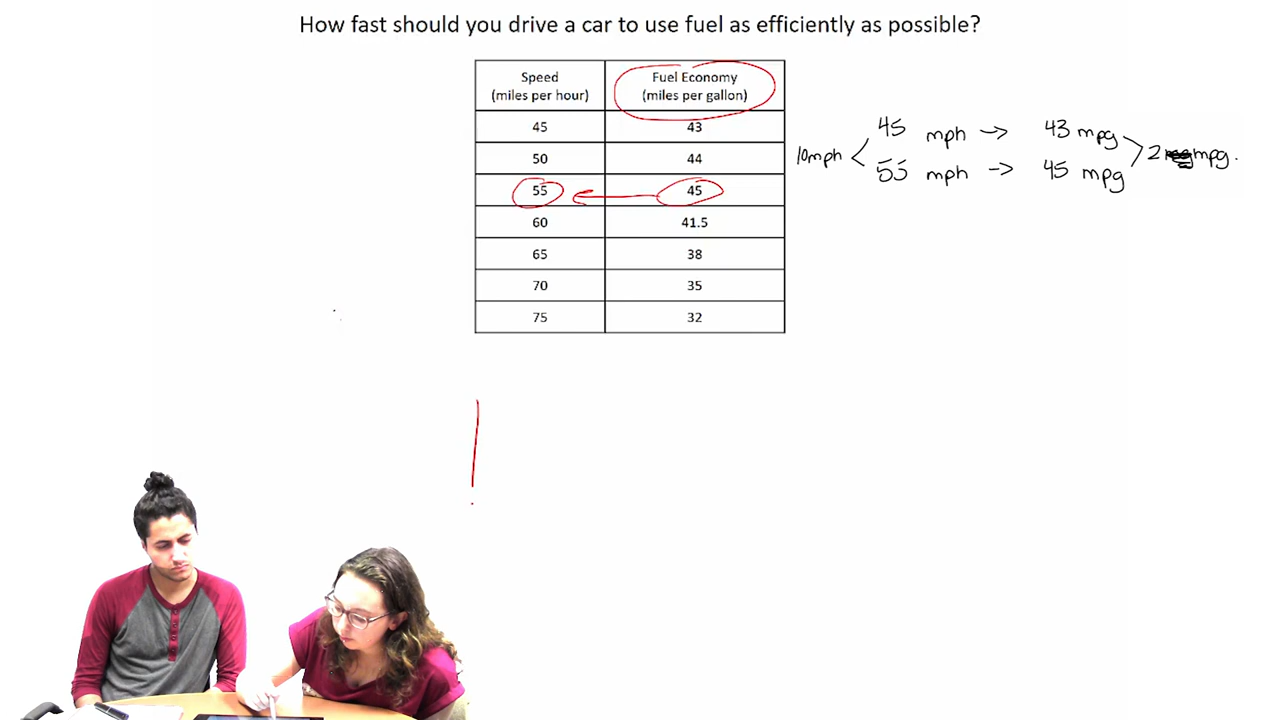 How fast should you drive a car to use fuel as efficiently as possible?
Speed
(miles per hour)
Fuel Economy
(miles per gallon)
45 43
50 44
55 45
60 41.5
65 38
70 35
75 32
45 mph → 43 mpg
10mph < > 2 mpg.
55 mph → 45 mpg